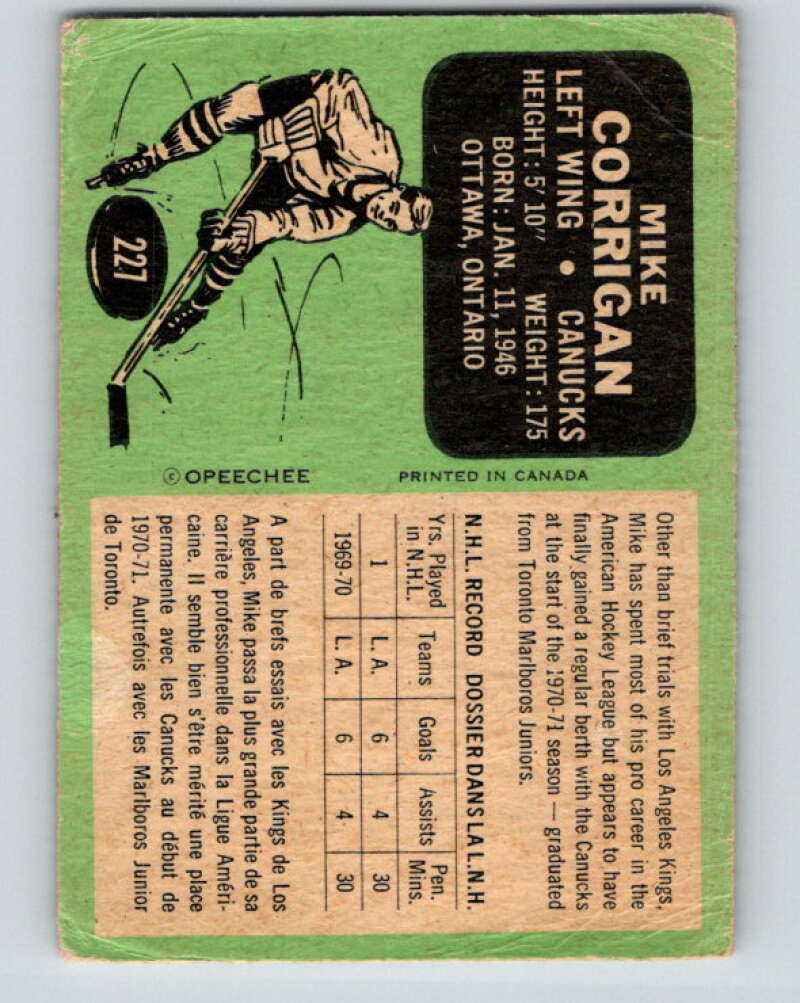 MIKE
CORRIGAN
LEFT WING • CANUCKS
HEIGHT: 5'10" WEIGHT: 175
BORN: JAN. 11, 1946
OTTAWA, ONTARIO
227
© OPEECHEE PRINTED IN CANADA
Other than brief trials with Los Angeles Kings,
Mike has spent most of his pro career in the
American Hockey League but appears to have
finally gained a regular berth with the Canucks
at the start of the 1970-71 season — graduated
from Toronto Marlboros Juniors.
N.H.L. RECORD DOSSIER DANS LA L.N.H.
Yrs. Played Teams Goals Assists Pen.
in N.H.L. Mins.
1 L. A. 6 4 30
1969-70 L. A. 6 4 30
A part de brefs essais avec les Kings de Los
Angeles, Mike passa la plus grande partie de sa
carrière professionnelle dans la Ligue Améri-
caine. Il semble bien s'être mérité une place
permanente avec les Canucks au début de
1970-71. Autrefois avec les Marlboros Junior
de Toronto.